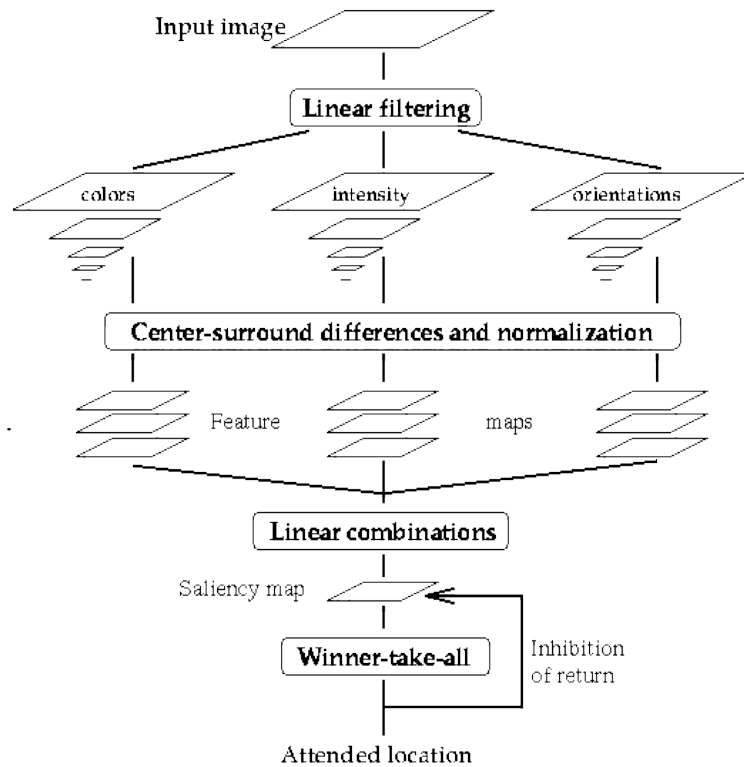 Input image
Linear filtering
colors
intensity
orientations
Center-surround differences and normalization
Feature
maps
Linear combinations
Saliency map
Winner-take-all
Inhibition
of return
Attended location